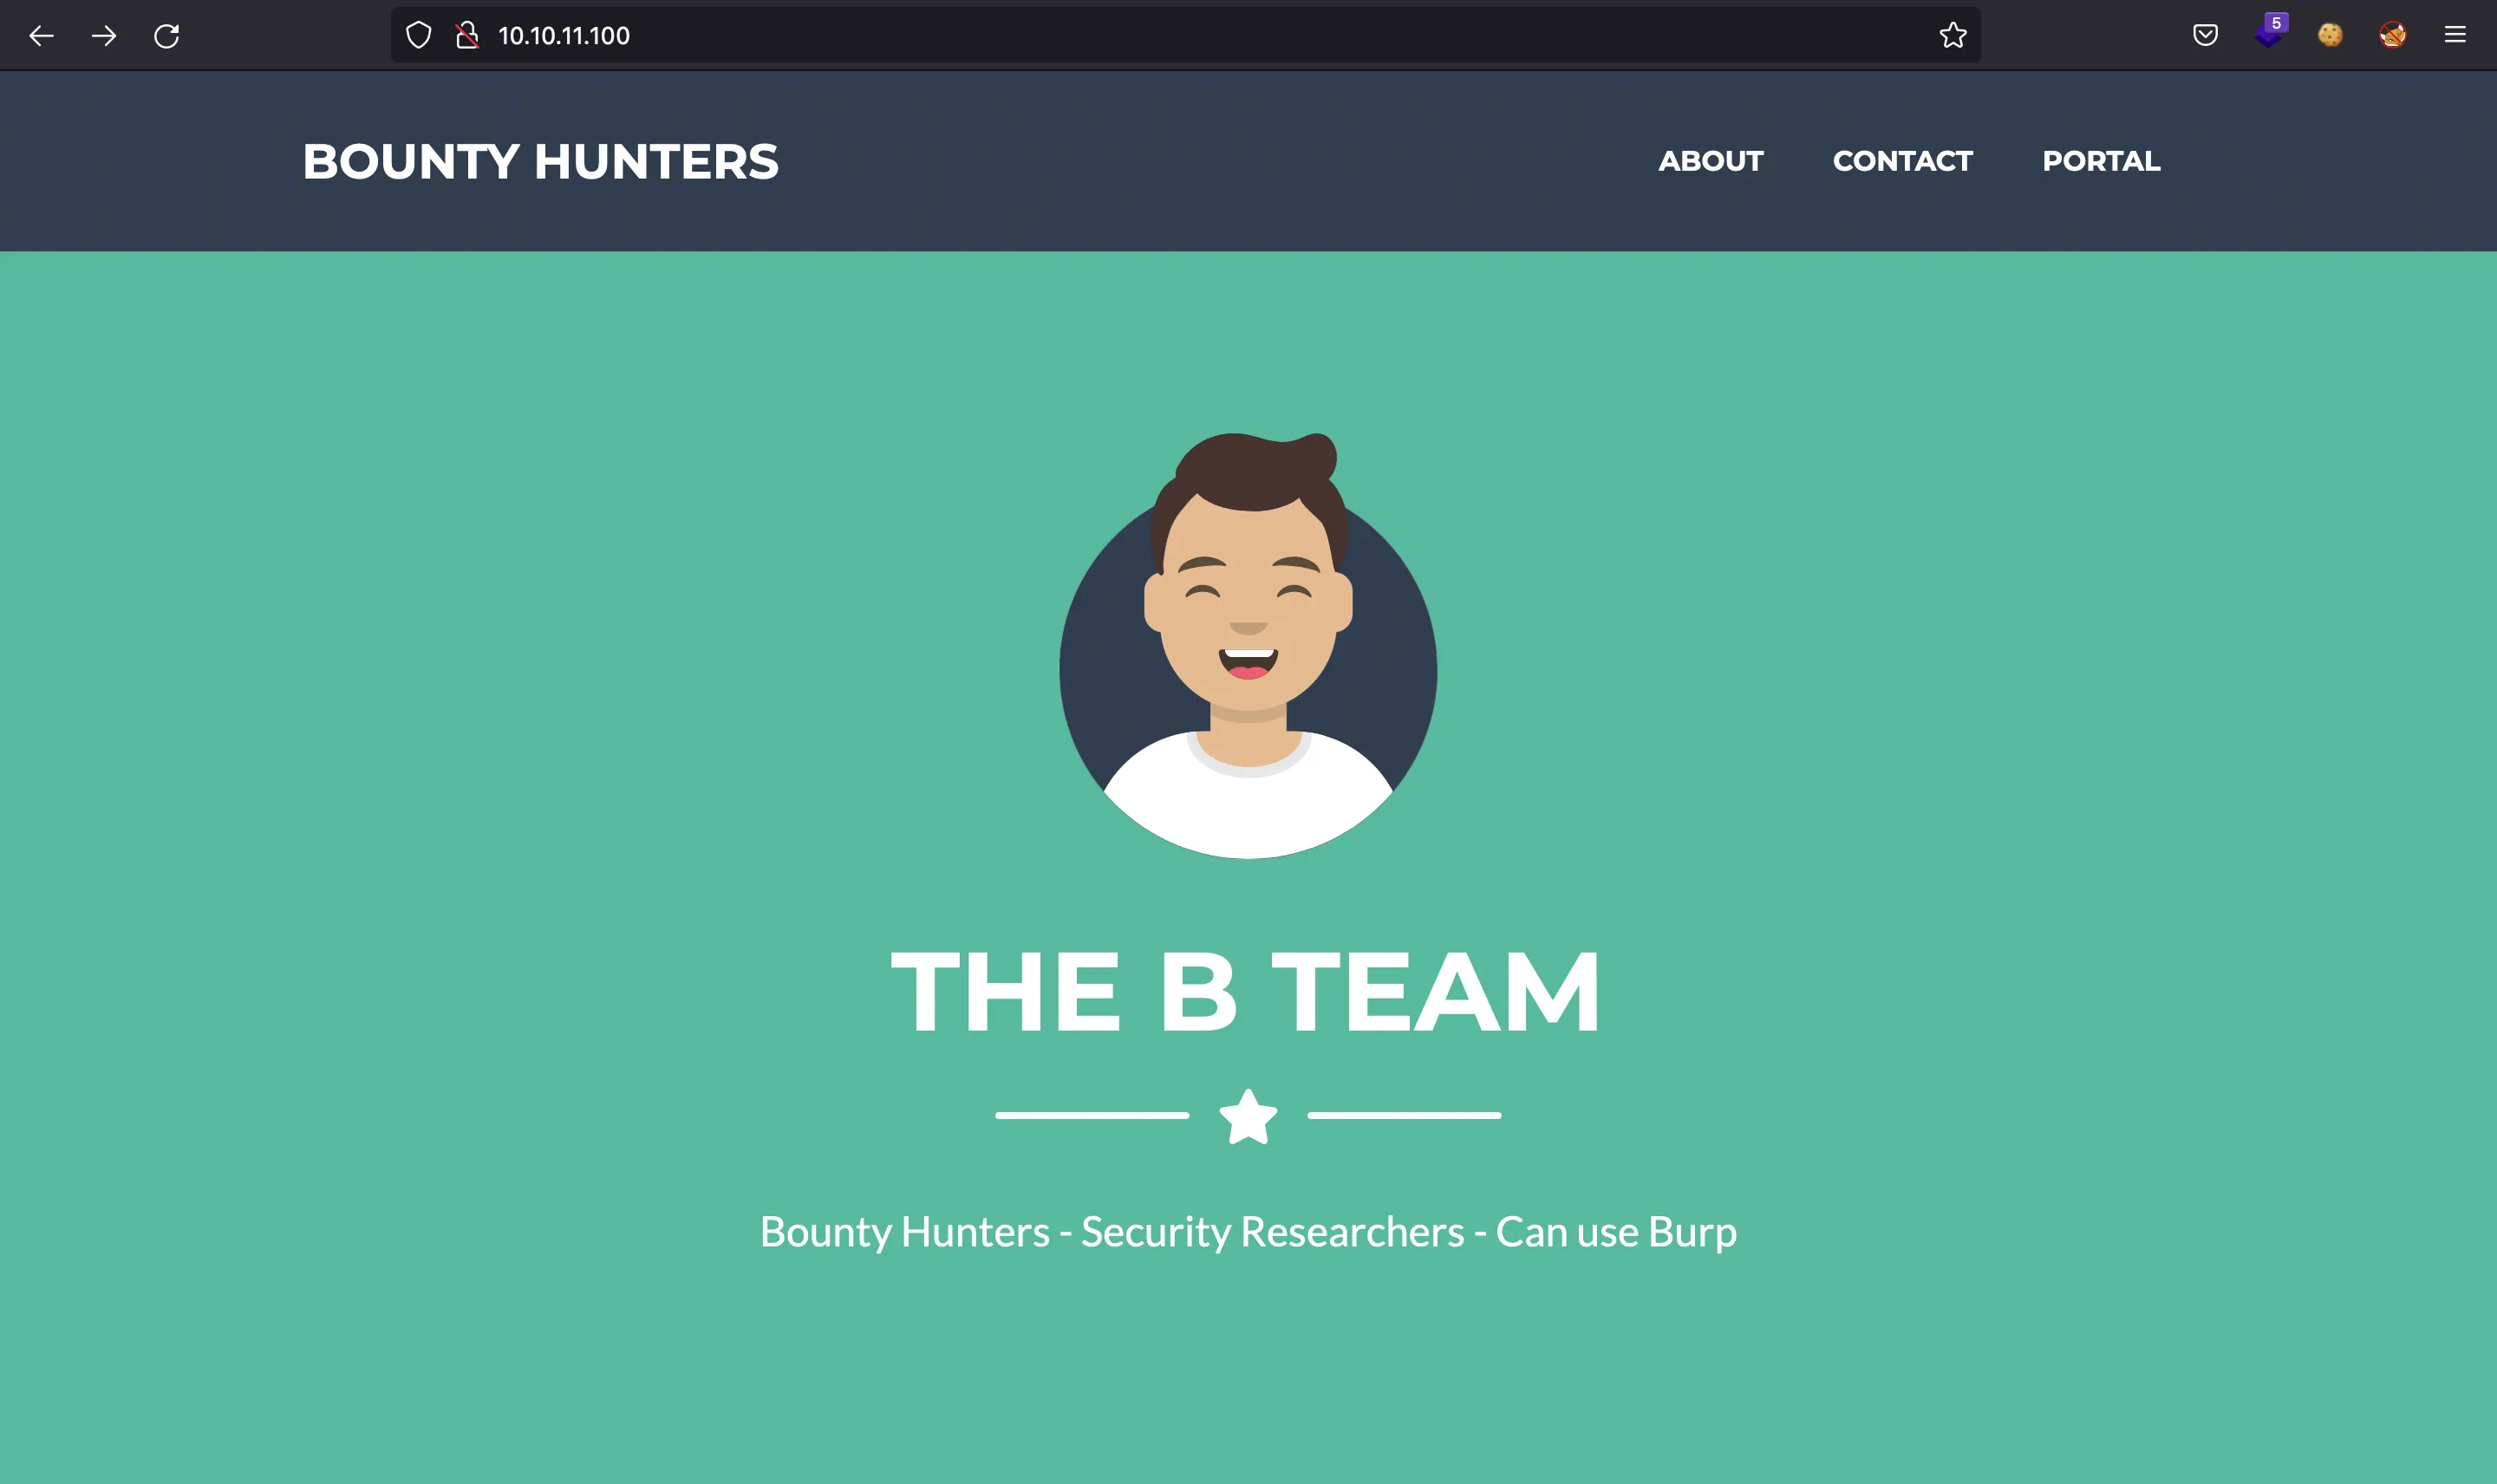 10.10.11.100
5
BOUNTY HUNTERS
ABOUT CONTACT PORTAL
THE B TEAM
Bounty Hunters - Security Researchers - Can use Burp